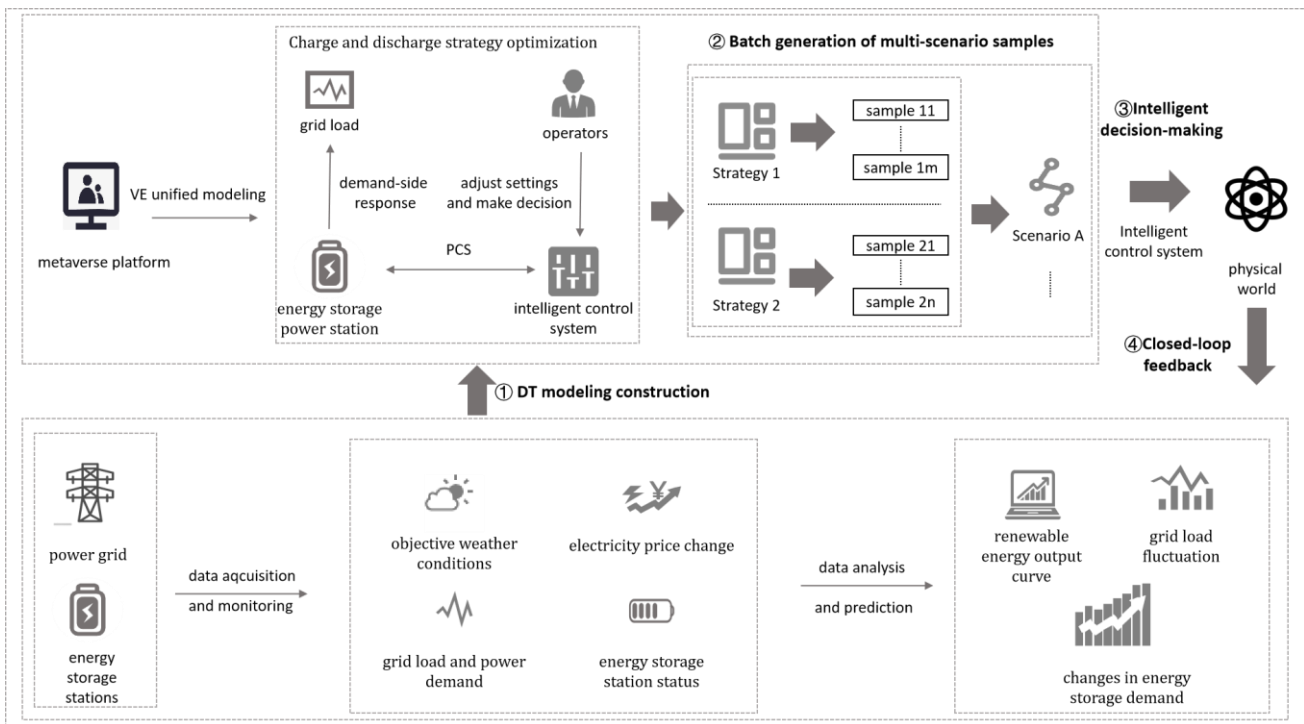 Charge and discharge strategy optimization
grid load
operators
VE unified modeling
demand-side
response
adjust settings
and make decision
metaverse platform
PCS
energy storage
power station
intelligent control
system
② Batch generation of multi-scenario samples
Strategy 1
sample 11
sample 1m
Strategy 2
sample 21
sample 2n
Scenario A
③Intelligent
decision-making
Intelligent
control system
physical
world
④Closed-loop
feedback
① DT modeling construction
power grid
energy
storage
stations
data aqcuisition
and monitoring
objective weather
conditions
electricity price change
¥
grid load and power
demand
energy storage
station status
data analysis
and prediction
renewable
energy output
curve
grid load
fluctuation
changes in energy
storage demand